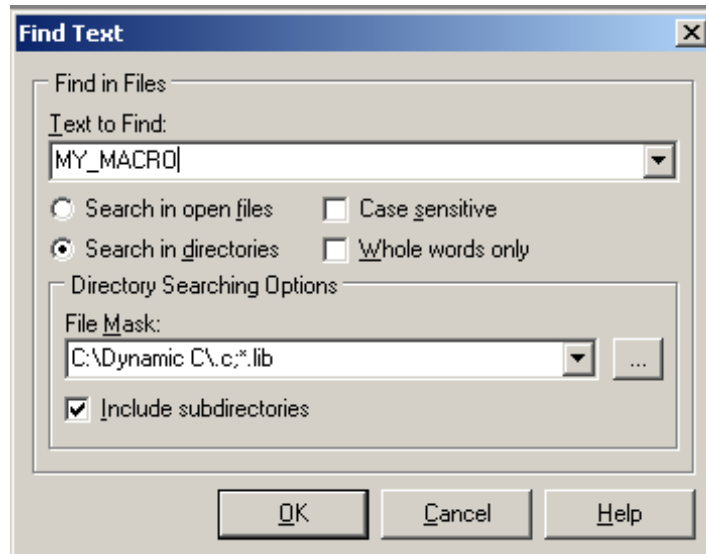 Find Text
Find in Files
Text to Find:
MY_MACRO
Search in open files
Case sensitive
Search in directories
Whole words only
Directory Searching Options
File Mask:
C:\Dynamic C\.c;*.lib
...
Include subdirectories
OK
Cancel
Help